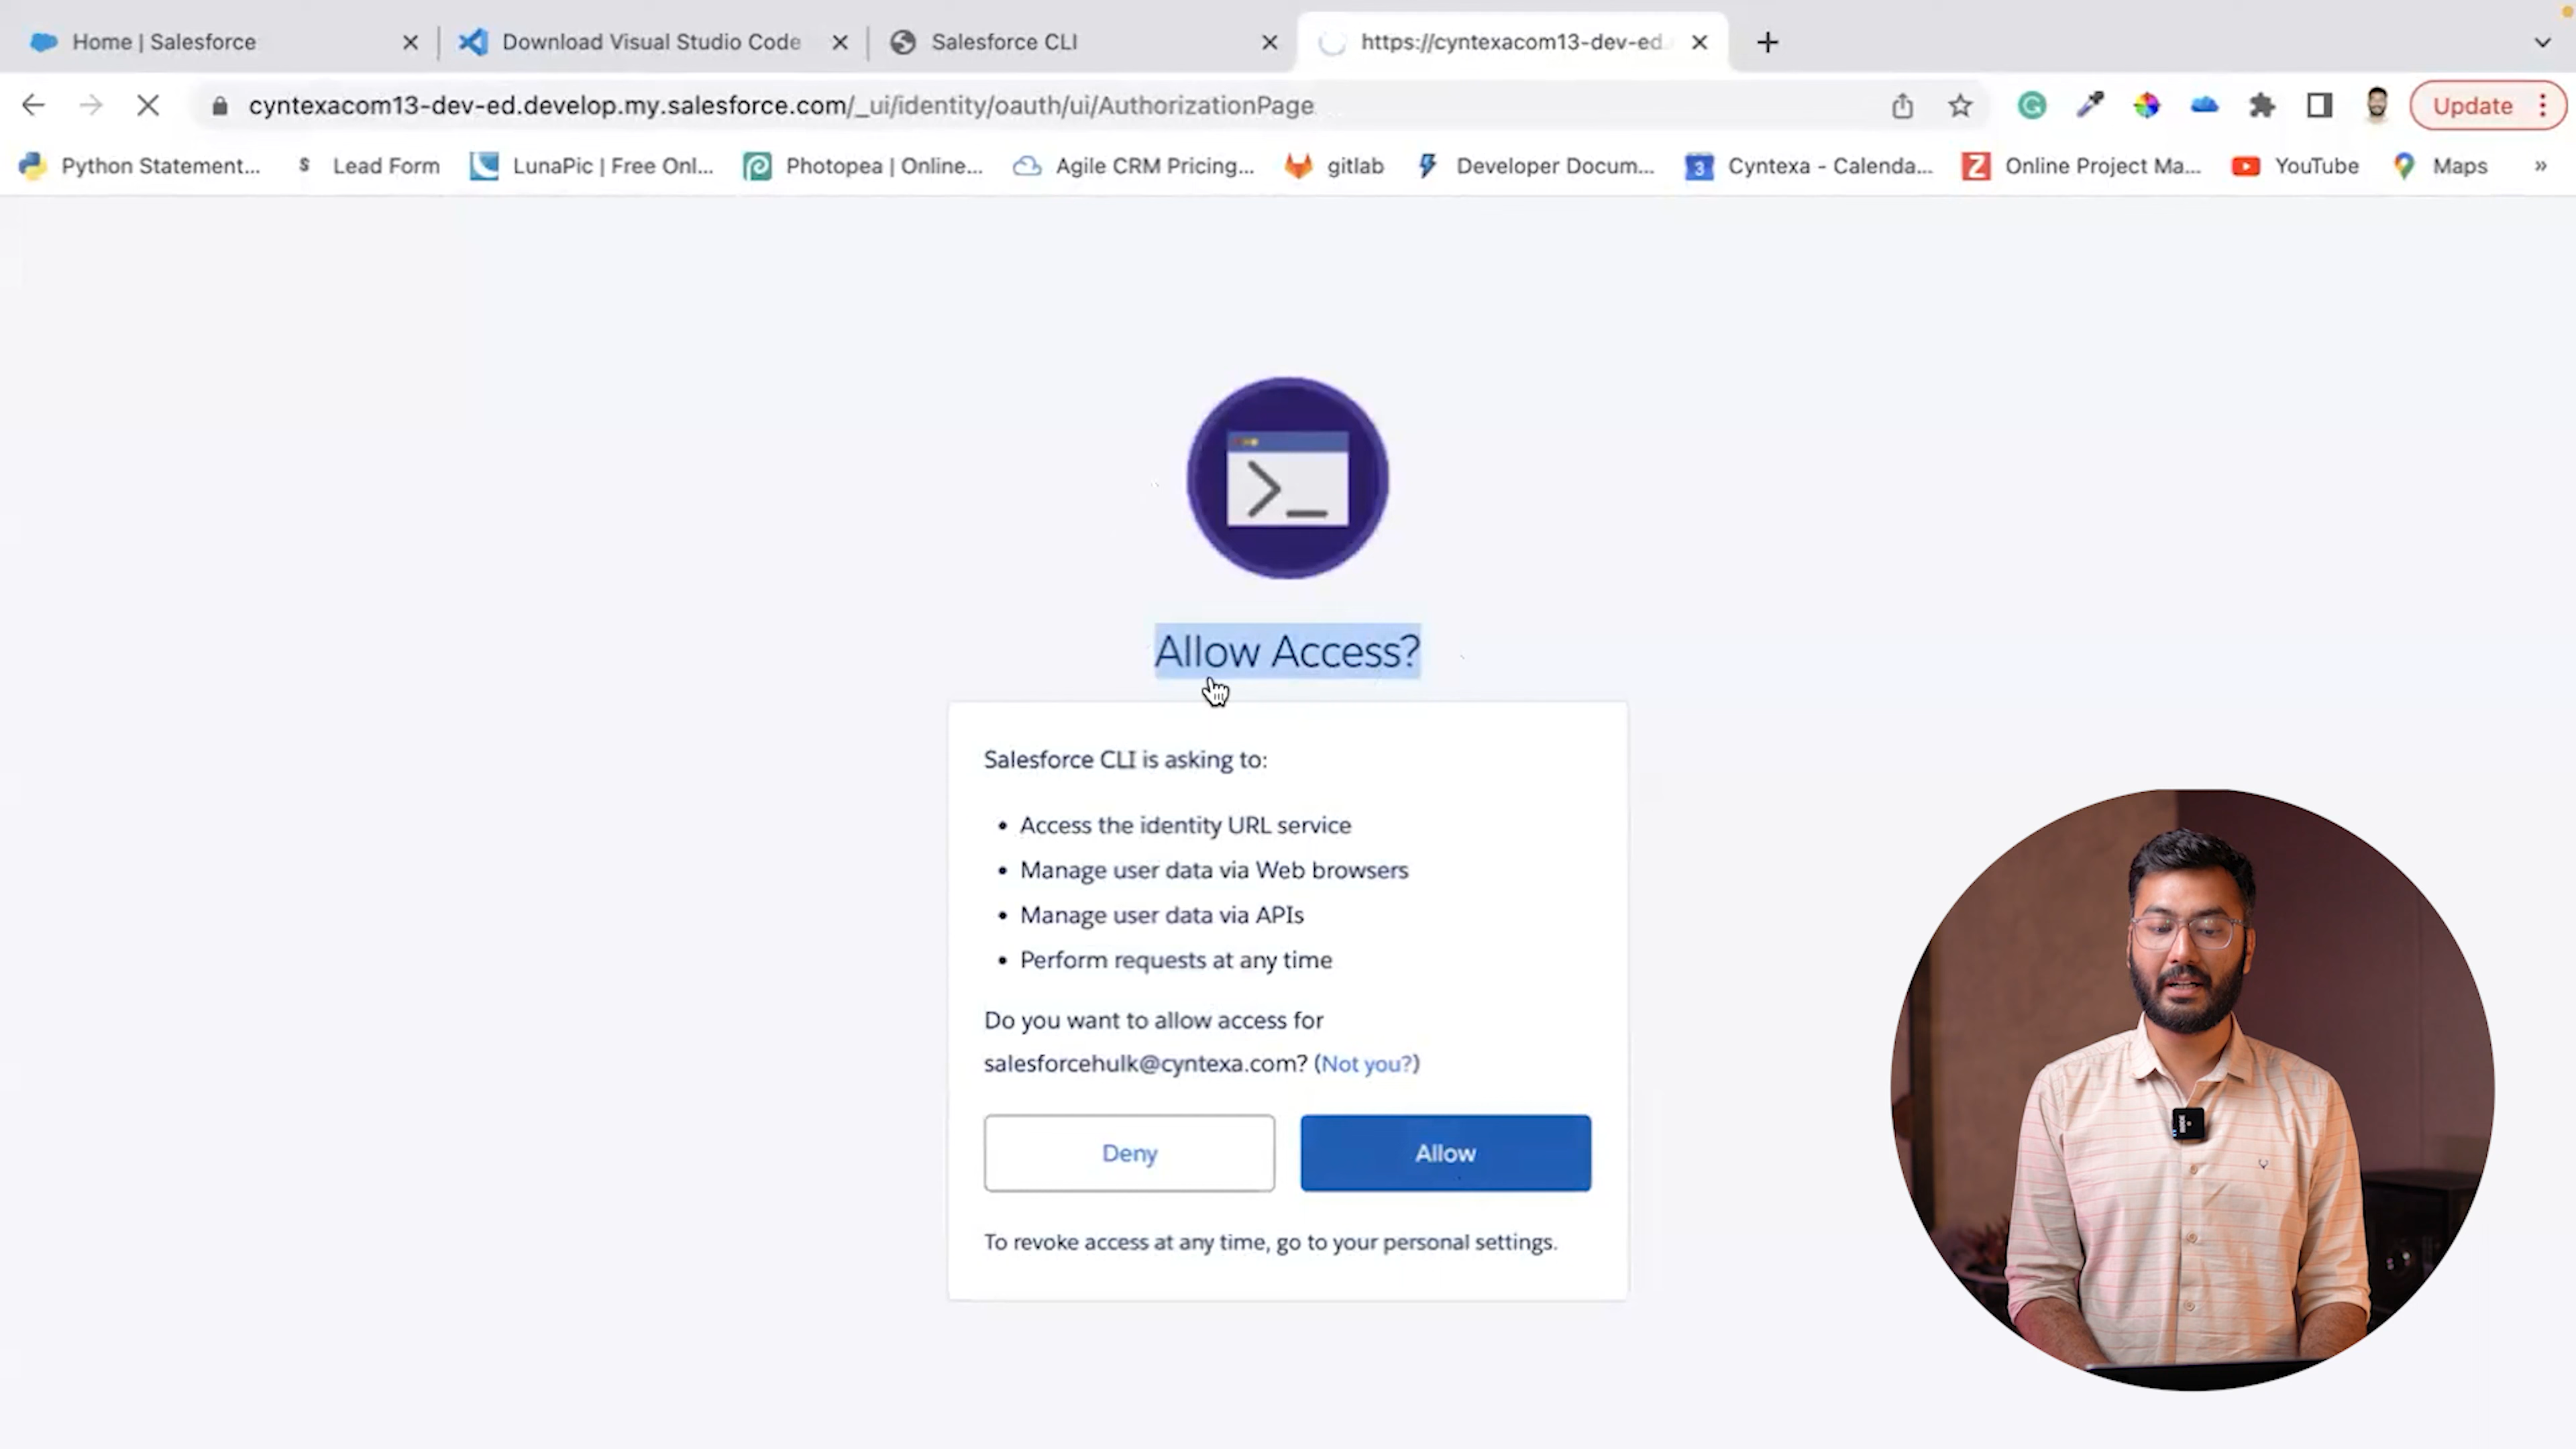 Home | Salesforce
Download Visual Studio Code
Salesforce CLI
https://cyntexacom13-dev-ed.
cyntexacom13-dev-ed.develop.my.salesforce.com/_ui/identity/oauth/ui/AuthorizationPage
Update
Python Statement...
S Lead Form
LunaPic | Free Onl...
Photopea | Online...
Agile CRM Pricing...
gitlab
Developer Docum...
3 Cyntexa - Calenda...
Z Online Project Ma...
YouTube
Maps
»
>_
Allow Access?
Salesforce CLI is asking to:
• Access the identity URL service
• Manage user data via Web browsers
• Manage user data via APIs
• Perform requests at any time
Do you want to allow access for
salesforcehulk@cyntexa.com? (Not you?)
Deny
Allow
To revoke access at any time, go to your personal settings.